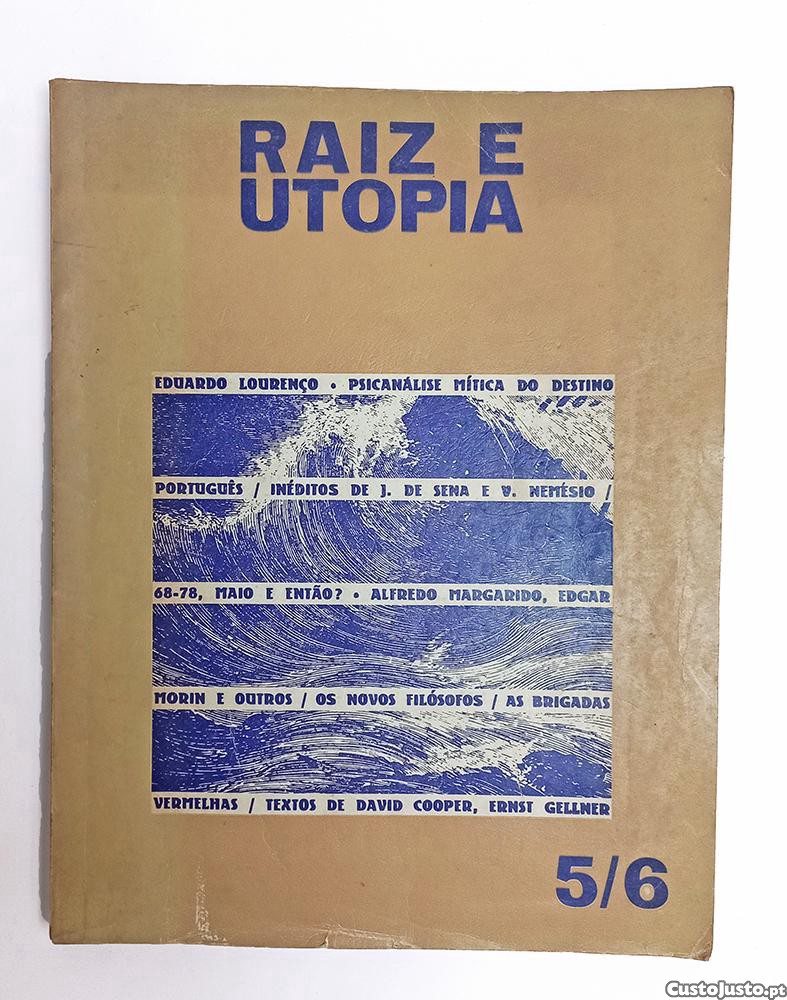 RAIZ E
UTOPIA
EDUARDO LOURENÇO • PSICANÁLISE MÍTICA DO DESTINO
PORTUGUÊS / INÉDITOS DE J. DE SENA E V. NEMÉSIO /
68-78, MAIO E ENTÃO? • ALFREDO MARGARIDO, EDGAR
MORIN E OUTROS / OS NOVOS FILÓSOFOS / AS BRIGADAS
VERMELHAS / TEXTOS DE DAVID COOPER, ERNST GELLNER
5/6
CustoJusto.pt